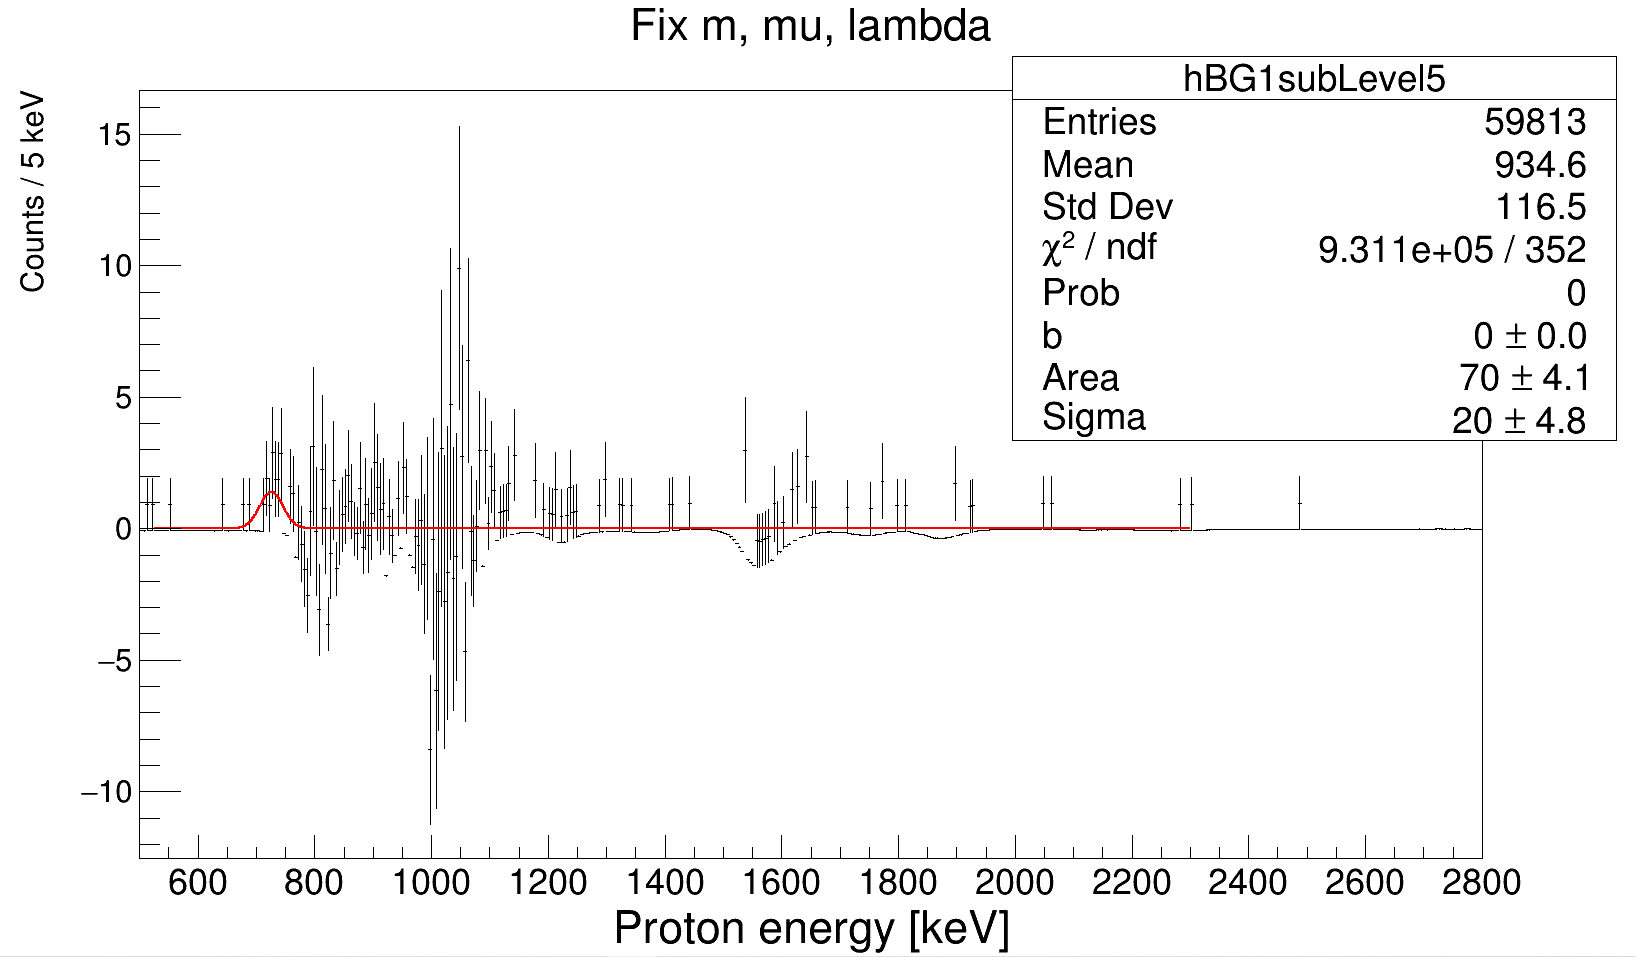 Fix m, mu, lambda
hBG1subLevel5
Entries 59813
Mean 934.6
Std Dev 116.5
χ² / ndf 9.311e+05 / 352
Prob 0
b 0 ± 0.0
Area 70 ± 4.1
Sigma 20 ± 4.8
Counts / 5 keV
15
10
5
0
−5
−10
600 800 1000 1200 1400 1600 1800 2000 2200 2400 2600 2800
Proton energy [keV]